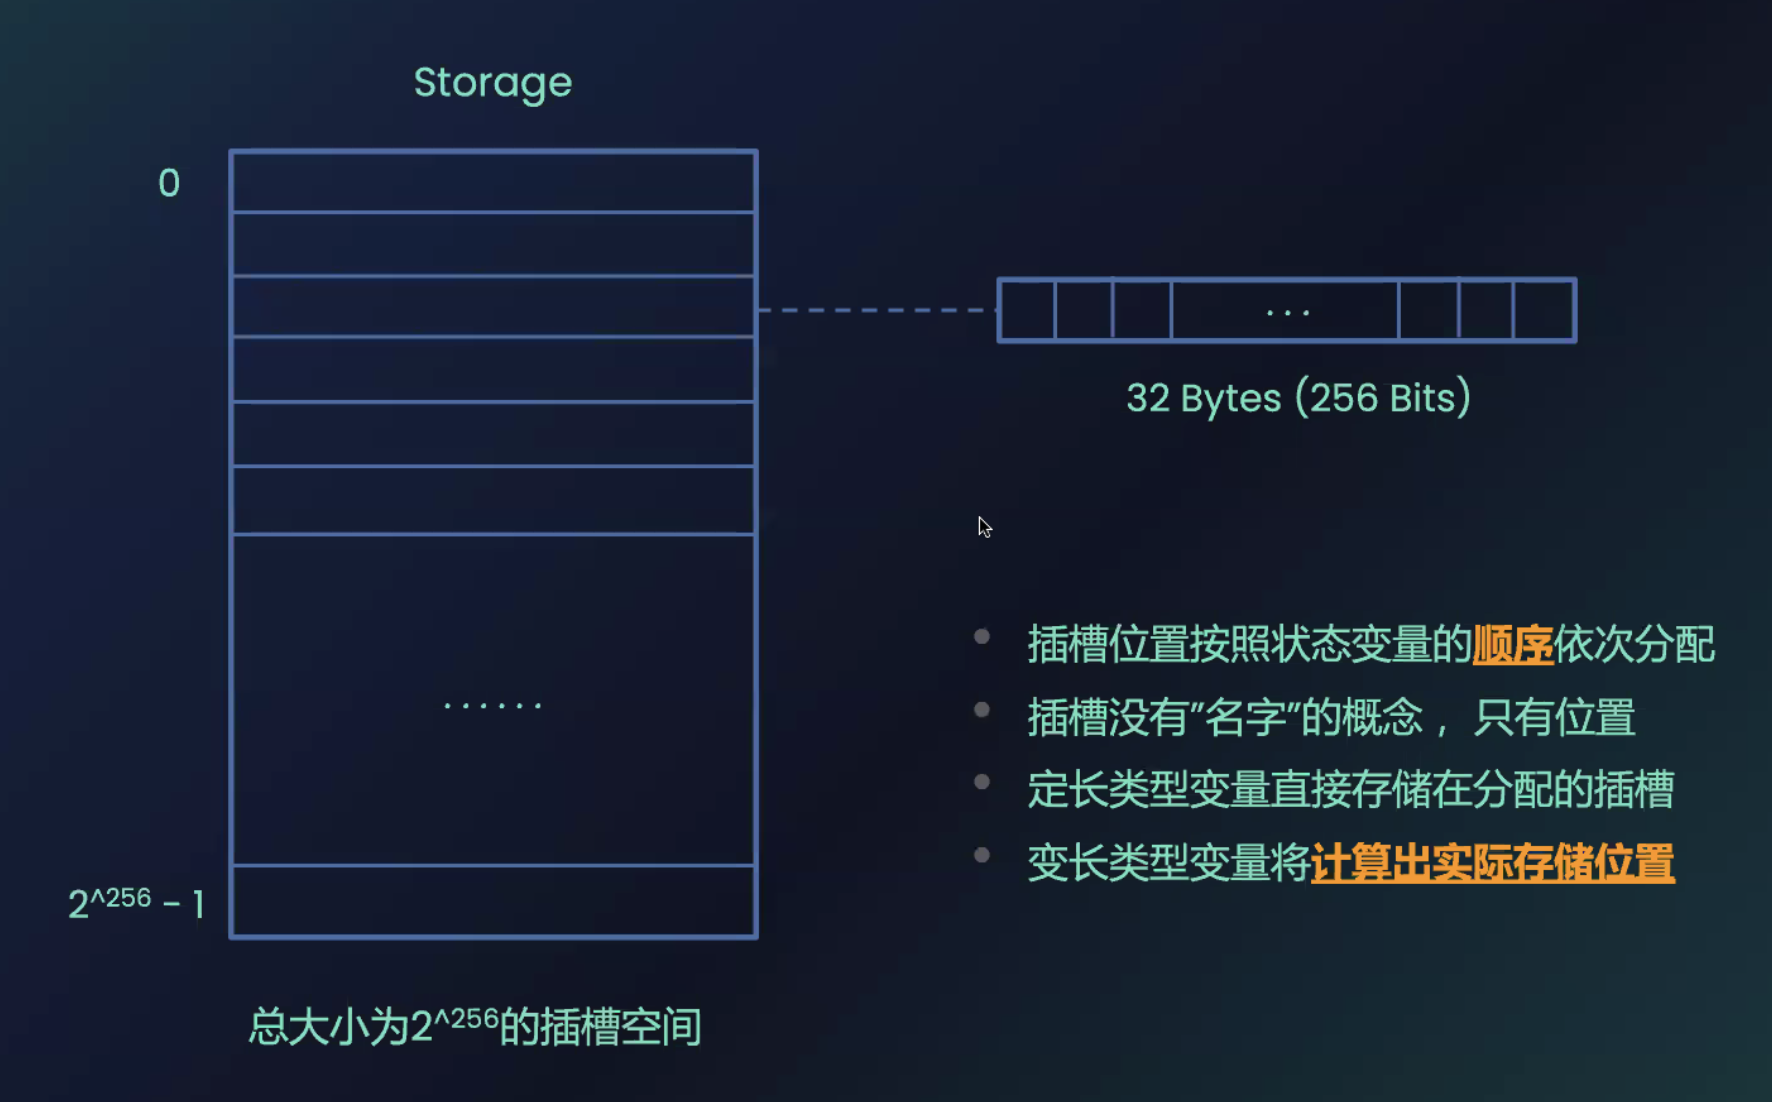 Storage
0
...
32 Bytes (256 Bits)
插槽位置按照状态变量的顺序依次分配
插槽没有”名字”的概念， 只有位置
定长类型变量直接存储在分配的插槽
变长类型变量将计算出实际存储位置
......
2^256 - 1
总大小为2^256的插槽空间